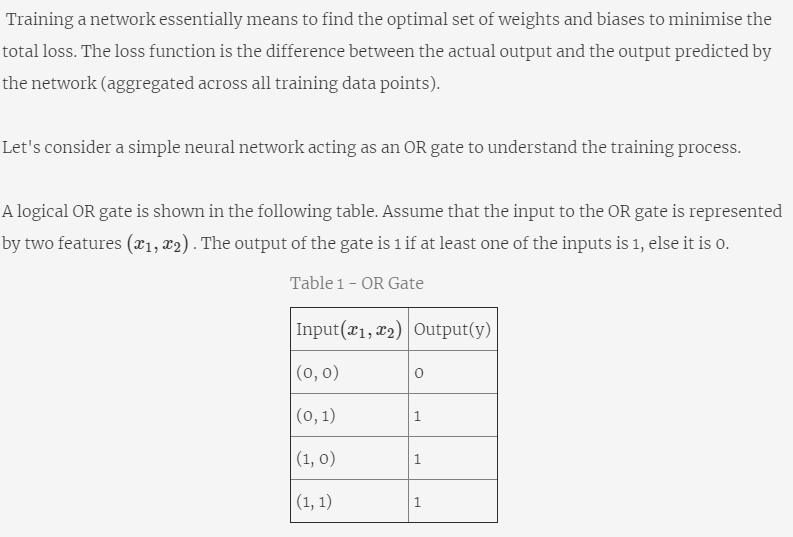 Training a network essentially means to find the optimal set of weights and biases to minimise the
total loss. The loss function is the difference between the actual output and the output predicted by
the network (aggregated across all training data points).
Let's consider a simple neural network acting as an OR gate to understand the training process.
A logical OR gate is shown in the following table. Assume that the input to the OR gate is represented
by two features (x₁, x₂) . The output of the gate is 1 if at least one of the inputs is 1, else it is 0.
Table 1 - OR Gate
Input(x₁, x₂) Output(y)
(0, 0) 0
(0, 1) 1
(1, 0) 1
(1, 1) 1